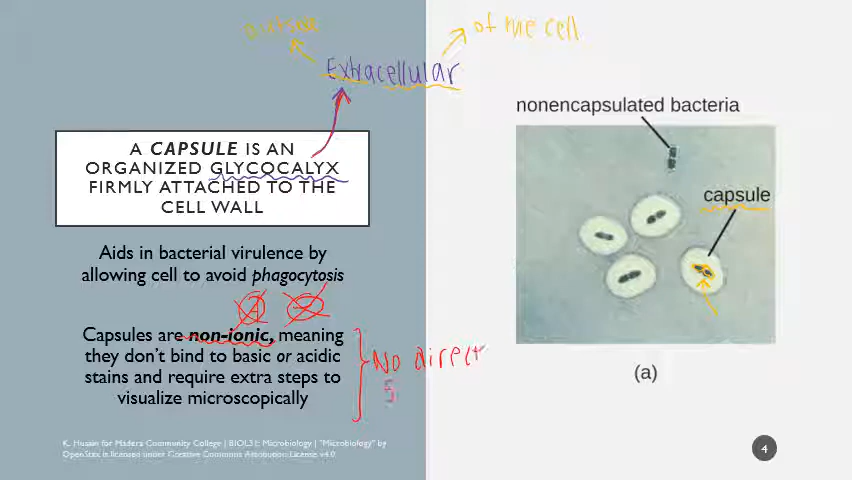 outside
of the cell
Extracellular
nonencapsulated bacteria
A CAPSULE IS AN
ORGANIZED GLYCOCALYX
FIRMLY ATTACHED TO THE
CELL WALL
capsule
Aids in bacterial virulence by
allowing cell to avoid phagocytosis
Capsules are non-ionic, meaning
they don't bind to basic or acidic
stains and require extra steps to
visualize microscopically
No direct
(a)
K. Husain for Madera Community College | BIOL31: Microbiology | "Microbiology" by
OpenStax is licensed under Creative Commons Attribution License v4.0
4